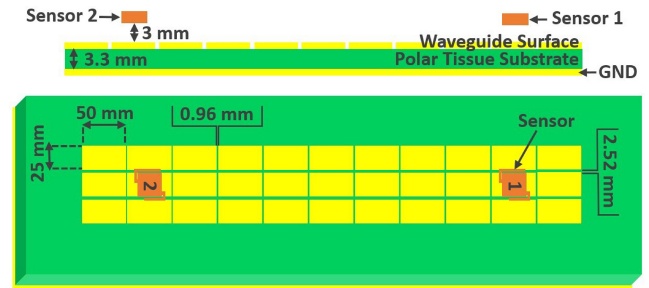 Sensor 2
Sensor 1
3 mm
Waveguide Surface
3.3 mm
Polar Tissue Substrate
GND
50 mm
0.96 mm
Sensor
25 mm
2.52 mm
2
1